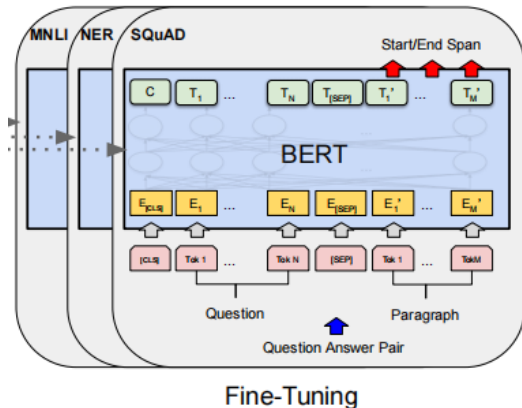 MNLI NER SQuAD
Start/End Span
C T1 ... TN T[SEP] T1' ... TM'
BERT
E[CLS] E1 ... EN E[SEP] E1' ... EM'
[CLS] Tok 1 ... Tok N [SEP] Tok 1 ... TokM
Question Paragraph
Question Answer Pair
Fine-Tuning